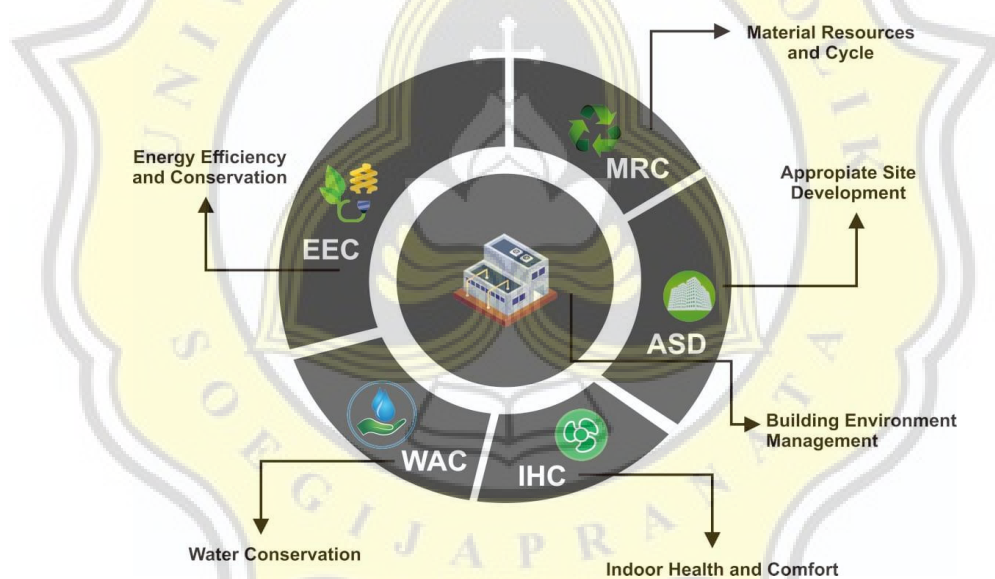 Material Resources
and Cycle
MRC
Energy Efficiency
and Conservation
EEC
Appropiate Site
Development
ASD
Building Environment
Management
WAC
IHC
Water Conservation
Indoor Health and Comfort
SOEGIJAPRANATA